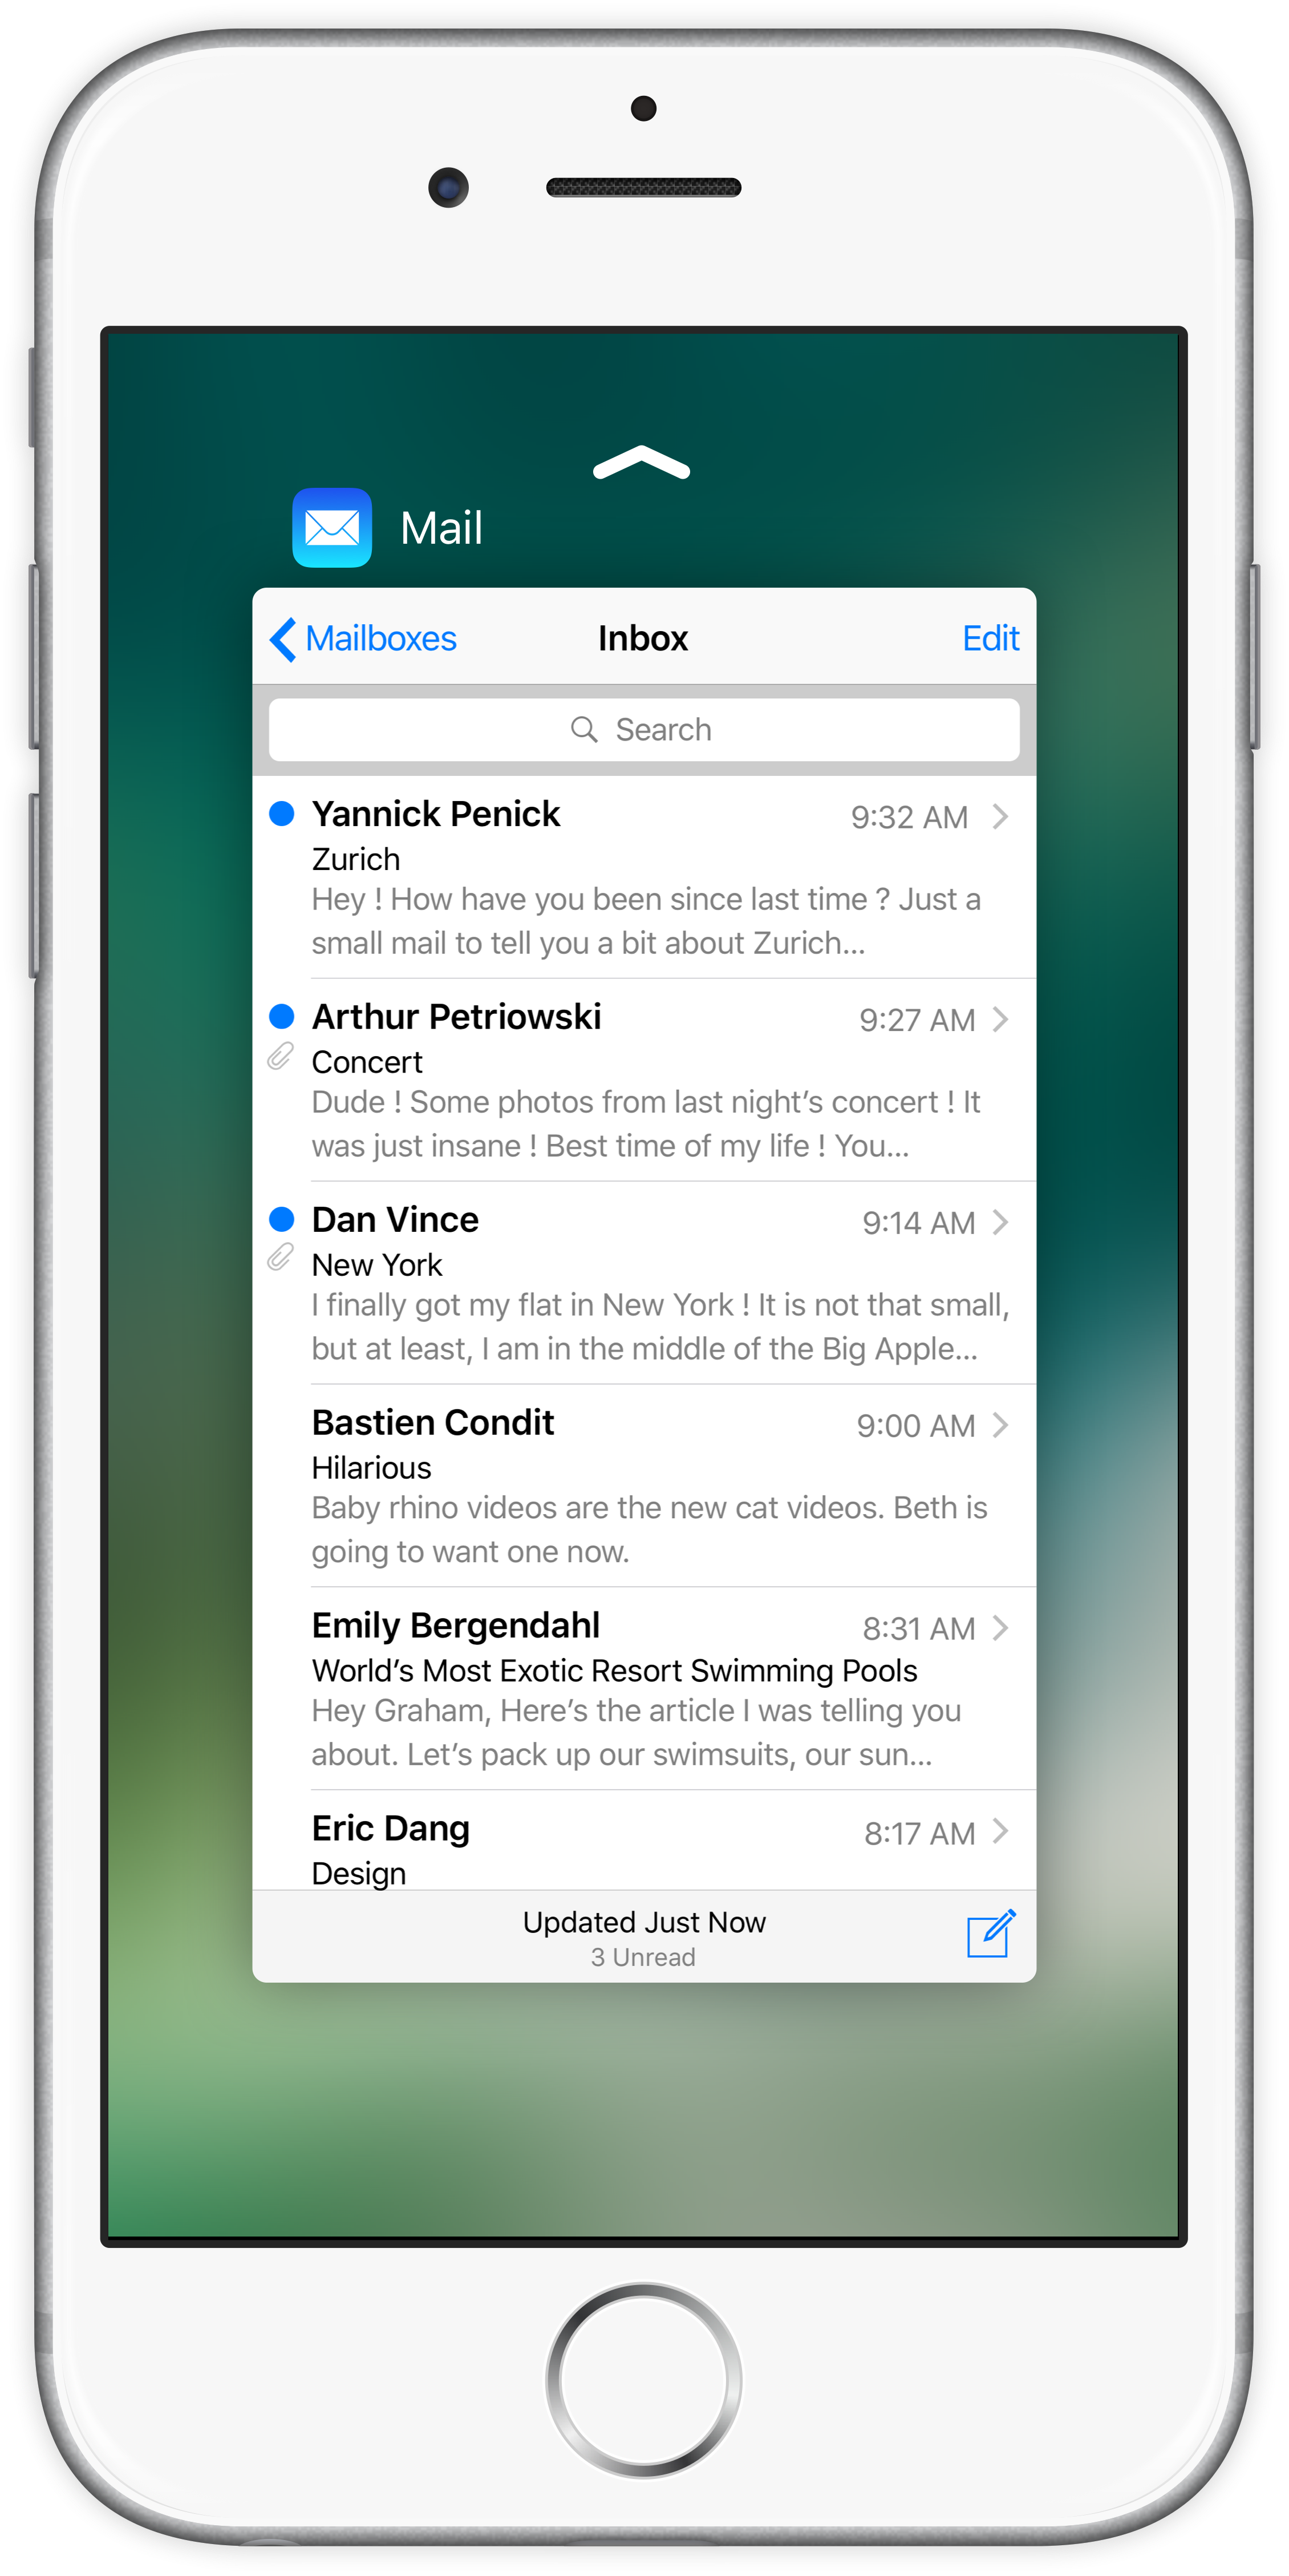 Mail
Mailboxes Inbox Edit
Search
Yannick Penick 9:32 AM
Zurich
Hey ! How have you been since last time ? Just a
small mail to tell you a bit about Zurich...
Arthur Petriowski 9:27 AM
Concert
Dude ! Some photos from last night’s concert ! It
was just insane ! Best time of my life ! You...
Dan Vince 9:14 AM
New York
I finally got my flat in New York ! It is not that small,
but at least, I am in the middle of the Big Apple...
Bastien Condit 9:00 AM
Hilarious
Baby rhino videos are the new cat videos. Beth is
going to want one now.
Emily Bergendahl 8:31 AM
World’s Most Exotic Resort Swimming Pools
Hey Graham, Here’s the article I was telling you
about. Let’s pack up our swimsuits, our sun...
Eric Dang 8:17 AM
Design
Updated Just Now
3 Unread